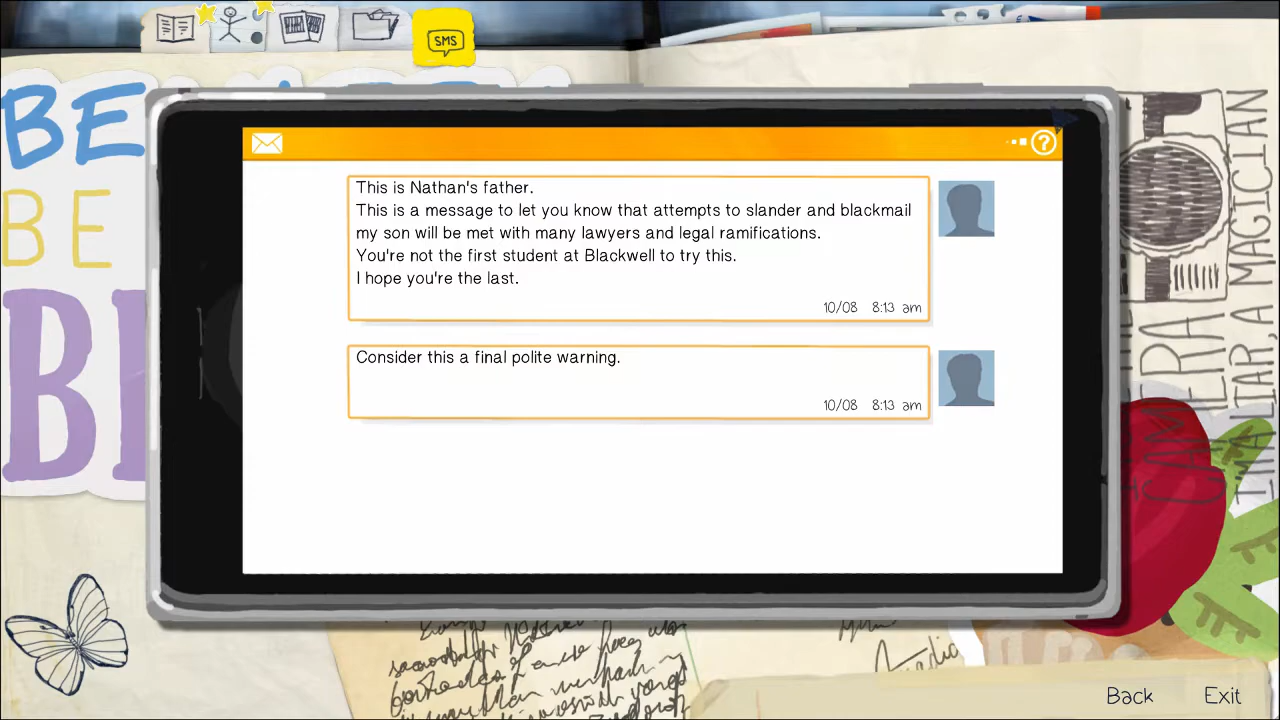 SMS
This is Nathan's father.
This is a message to let you know that attempts to slander and blackmail
my son will be met with many lawyers and legal ramifications.
You're not the first student at Blackwell to try this.
I hope you're the last.
10/08 8:13 am
Consider this a final polite warning.
10/08 8:13 am
BE
BE
CAMERA
I'M A LIAR, A MAGICIAN
Back Exit